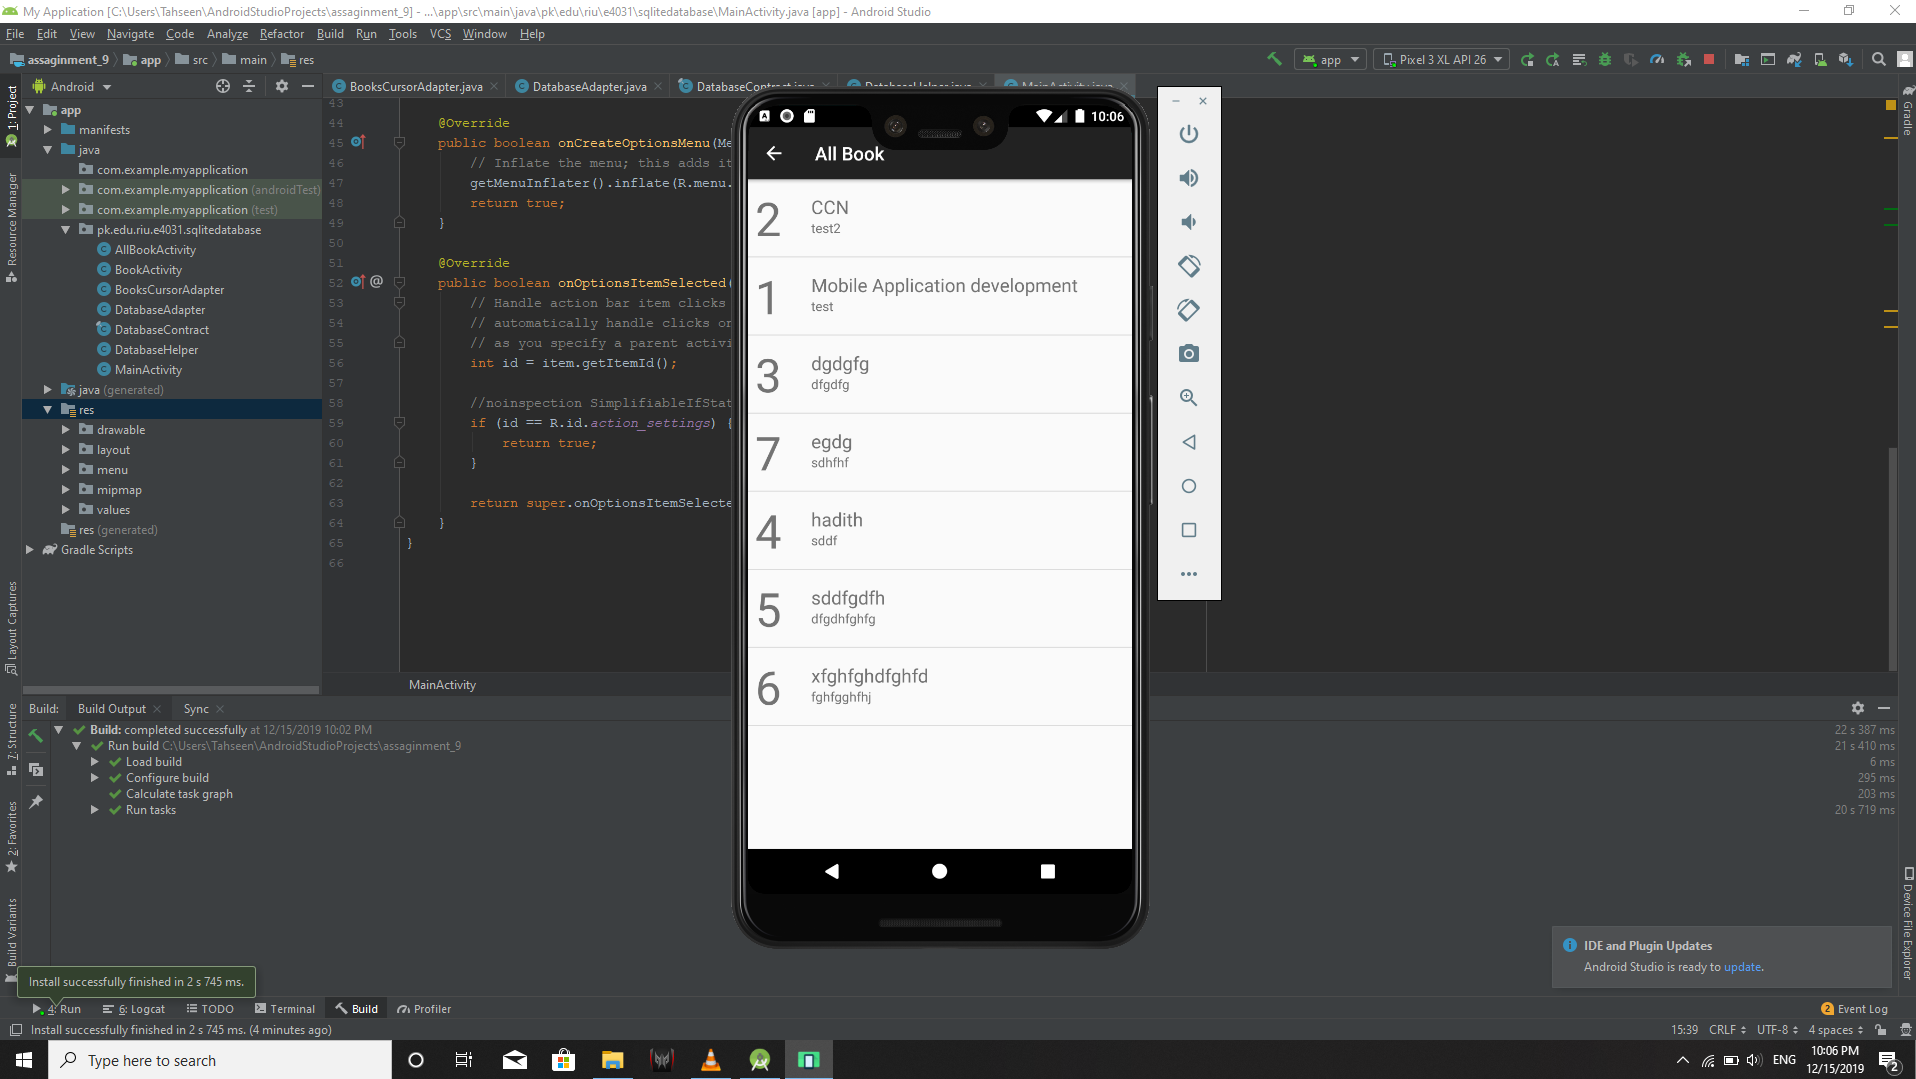 My Application [C:\Users\Tahseen\AndroidStudioProjects\assaginment_9] - ...\app\src\main\java\pk\edu\riu\e4031\sqlitedatabase\MainActivity.java [app] - Android Studio
File Edit View Navigate Code Analyze Refactor Build Run Tools VCS Window Help
assaginment_9 app src main res
app Pixel 3 XL API 26
Android
BooksCursorAdapter.java DatabaseAdapter.java DatabaseContract.java DatabaseHelper.java MainActivity.java
1: Project
Resource Manager
Layout Captures
7: Structure
2: Favorites
Build Variants
Gradle
Device File Explorer
app
manifests
java
com.example.myapplication
com.example.myapplication (androidTest)
com.example.myapplication (test)
pk.edu.riu.e4031.sqlitedatabase
AllBookActivity
BookActivity
BooksCursorAdapter
DatabaseAdapter
DatabaseContract
DatabaseHelper
MainActivity
java (generated)
res
drawable
layout
menu
mipmap
values
res (generated)
Gradle Scripts
43
44 @Override
45 public boolean onCreateOptionsMenu(Me
46 // Inflate the menu; this adds it
47 getMenuInflater().inflate(R.menu.
48 return true;
49 }
50
51 @Override
52 @ public boolean onOptionsItemSelected(
53 // Handle action bar item clicks
54 // automatically handle clicks on
55 // as you specify a parent activi
56 int id = item.getItemId();
57
58 //noinspection SimplifiableIfStat
59 if (id == R.id.action_settings) {
60 return true;
61 }
62
63 return super.onOptionsItemSelecte
64 }
65 }
66
MainActivity
10:06
All Book
2 CCN
test2
1 Mobile Application development
test
3 dgdgfg
dfgdfg
7 egdg
sdhfhf
4 hadith
sddf
5 sddfgdfh
dfgdhfghfg
6 xfghfghdfghfd
fghfgghfhj
Build: Build Output Sync
Build: completed successfully at 12/15/2019 10:02 PM 22 s 387 ms
Run build C:\Users\Tahseen\AndroidStudioProjects\assaginment_9 21 s 410 ms
Load build 6 ms
Configure build 295 ms
Calculate task graph 203 ms
Run tasks 20 s 719 ms
IDE and Plugin Updates
Android Studio is ready to update.
Install successfully finished in 2 s 745 ms.
4: Run 6: Logcat TODO Terminal Build Profiler 2 Event Log
Install successfully finished in 2 s 745 ms. (4 minutes ago) 15:39 CRLF UTF-8 4 spaces
Type here to search
ENG
10:06 PM
12/15/2019
2